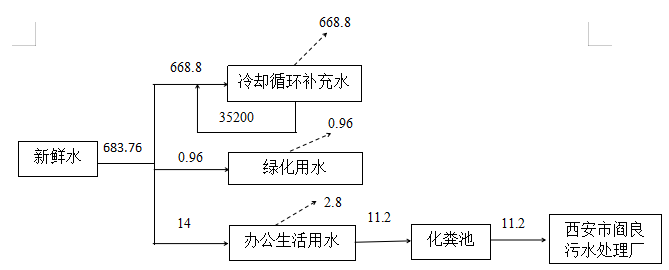 668.8
668.8
冷却循环补充水
35200
新鲜水
683.76
0.96
0.96
绿化用水
2.8
14
办公生活用水
11.2
化粪池
11.2
西安市阎良
污水处理厂